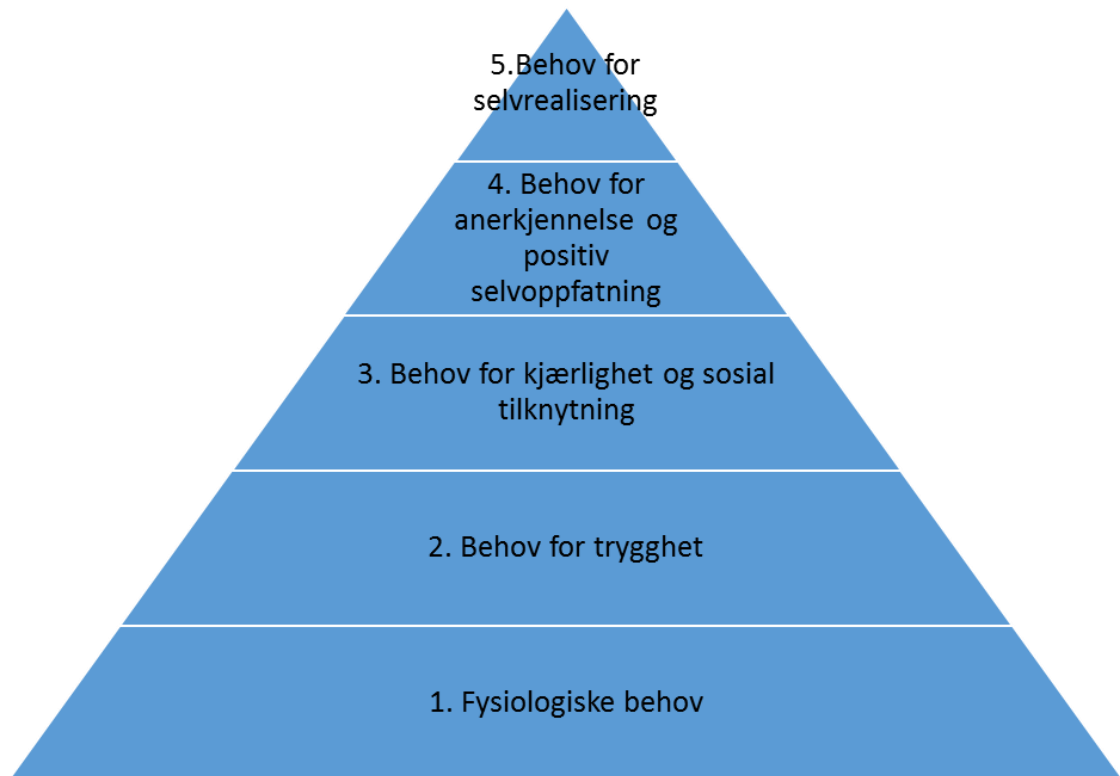 5.Behov for
selvrealisering
4. Behov for
anerkjennelse og
positiv
selvoppfatning
3. Behov for kjærlighet og sosial
tilknytning
2. Behov for trygghet
1. Fysiologiske behov